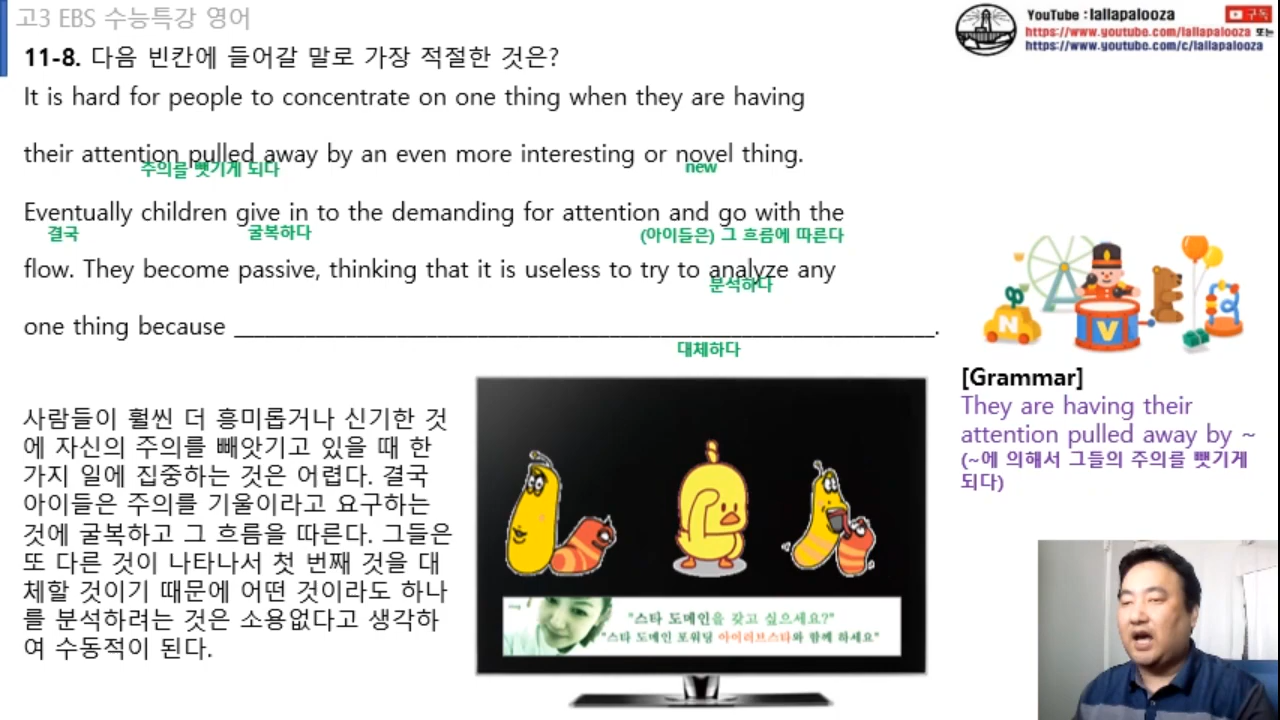 고3 EBS 수능특강 영어
YouTube : lallapalooza
구독
https://www.youtube.com/lallapalooza 또는
https://www.youtube.com/c/lallapalooza
11-8. 다음 빈칸에 들어갈 말로 가장 적절한 것은?
It is hard for people to concentrate on one thing when they are having
their attention pulled away by an even more interesting or novel thing.
주의를 뺏기게 되다 new
Eventually children give in to the demanding for attention and go with the
결국 굴복하다 (아이들은) 그 흐름에 따른다
flow. They become passive, thinking that it is useless to try to analyze any
분석하다
one thing because ______.
대체하다
사람들이 훨씬 더 흥미롭거나 신기한 것
에 자신의 주의를 빼앗기고 있을 때 한
가지 일에 집중하는 것은 어렵다. 결국
아이들은 주의를 기울이라고 요구하는
것에 굴복하고 그 흐름을 따른다. 그들은
또 다른 것이 나타나서 첫 번째 것을 대
체할 것이기 때문에 어떤 것이라도 하나
를 분석하려는 것은 소용없다고 생각하
여 수동적이 된다.
"스타 도메인을 갖고 싶으세요?"
"스타 도메인 포워딩 아이러브스타와 함께 하세요"
N
V
[Grammar]
They are having their
attention pulled away by ~
(~에 의해서 그들의 주의를 뺏기게
되다)